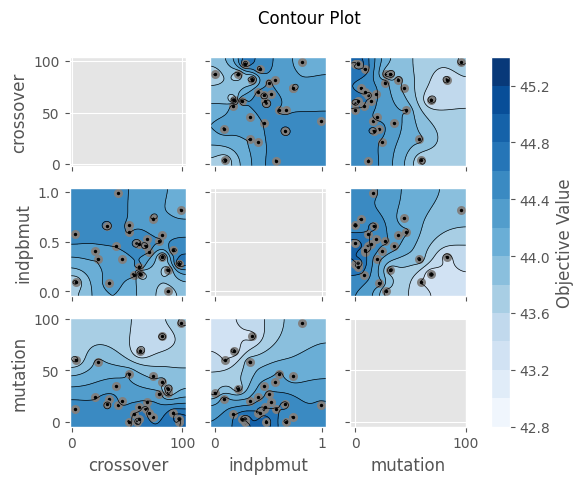 Contour Plot
crossover
100
50
0
indpbmut
1.0
0.5
0.0
mutation
100
50
0
0
100
crossover
0
1
indpbmut
0
100
mutation
45.2
44.8
44.4
44.0
43.6
43.2
42.8
Objective Value